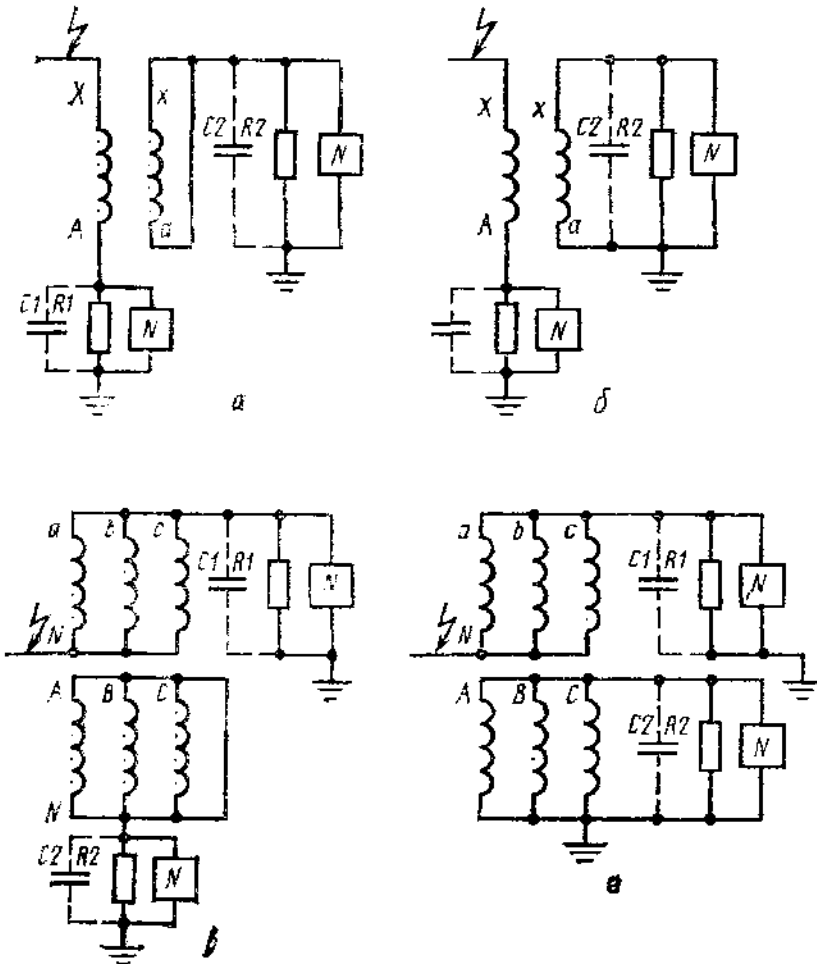 X x C2 R2 N
A a
C1 R1 N
а
X x C2 R2 N
A a
N
б
a b c C1 R1 N
N
A B C
N
C2 R2 N
в
a b c C1 R1 N
N
A B C C2 R2 N